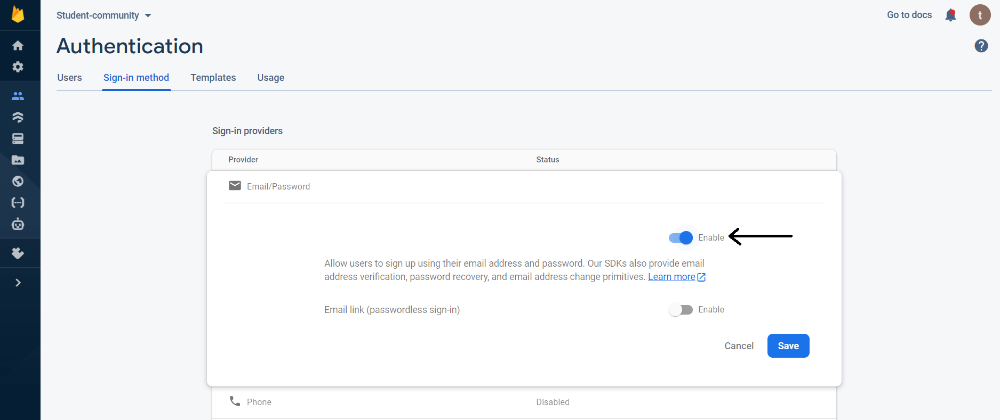 Student-community
Go to docs
t
Authentication
?
Users
Sign-in method
Templates
Usage
Sign-in providers
Provider
Status
Email/Password
Enable
Allow users to sign up using their email address and password. Our SDKs also provide email
address verification, password recovery, and email address change primitives. Learn more
Email link (passwordless sign-in)
Enable
Cancel
Save
Phone
Disabled